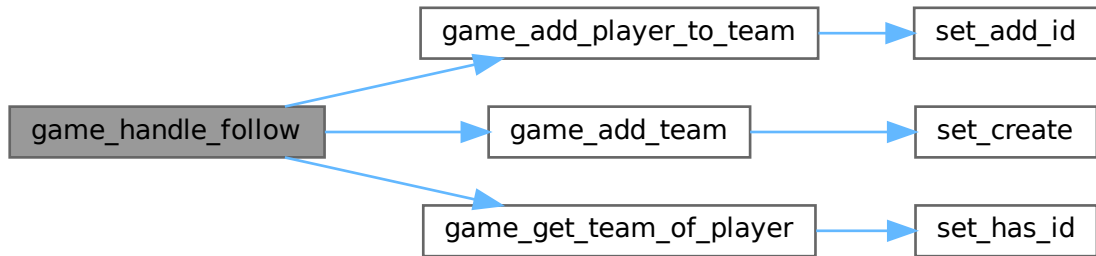 game_add_player_to_team
set_add_id
game_handle_follow
game_add_team
set_create
game_get_team_of_player
set_has_id